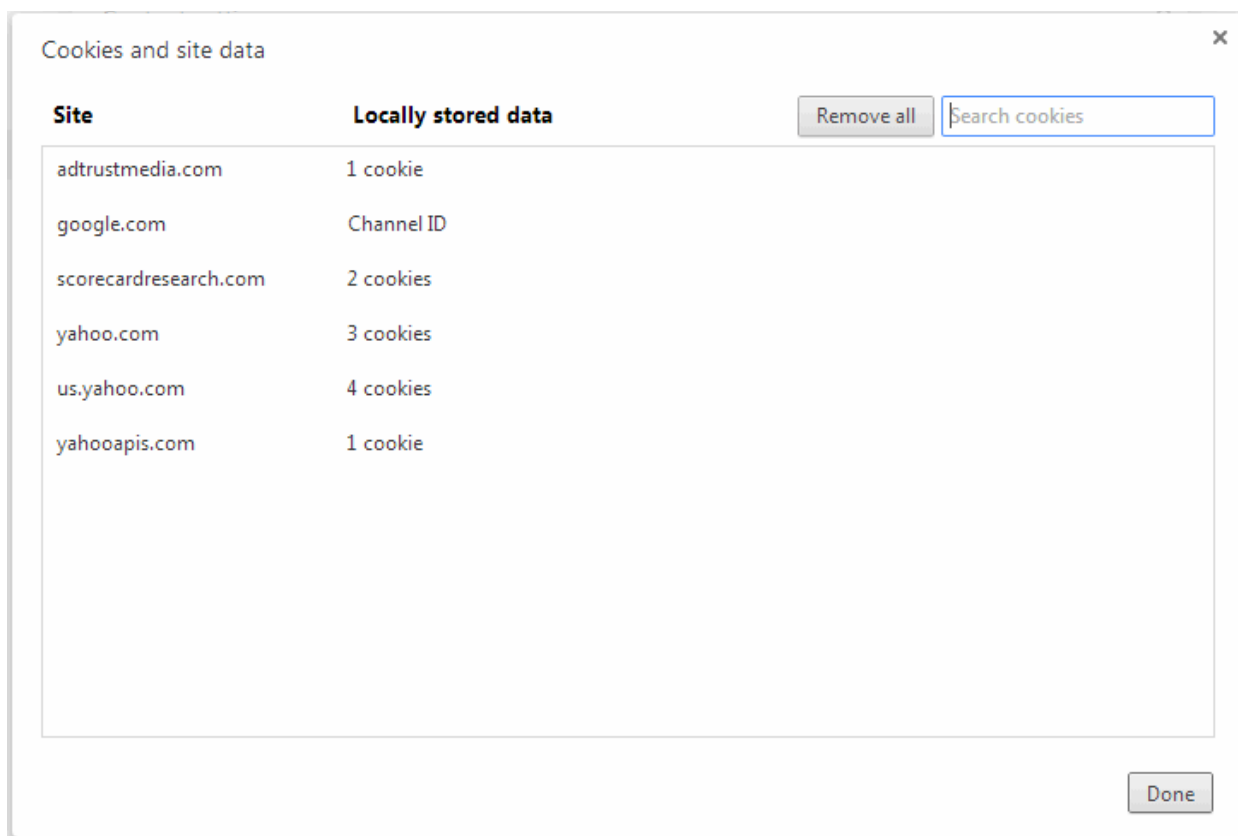 Cookies and site data
×
Site Locally stored data Remove all Search cookies
adtrustmedia.com 1 cookie
google.com Channel ID
scorecardresearch.com 2 cookies
yahoo.com 3 cookies
us.yahoo.com 4 cookies
yahooapis.com 1 cookie
Done